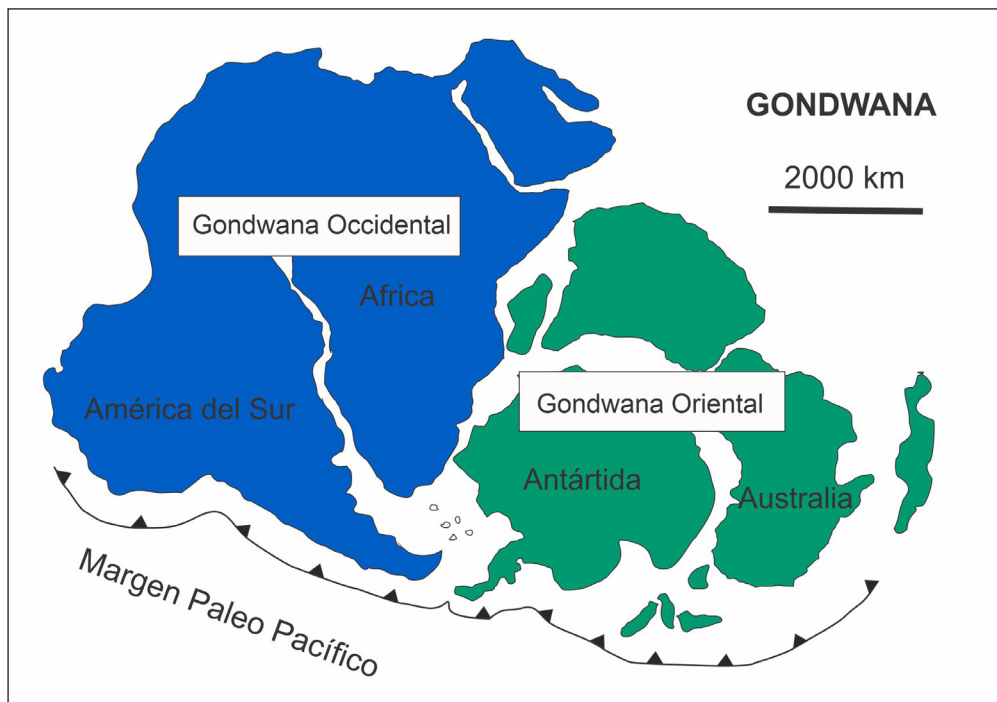 GONDWANA
2000 km
Gondwana Occidental
Africa
América del Sur
Gondwana Oriental
Antártida
Australia
Margen Paleo Pacífico